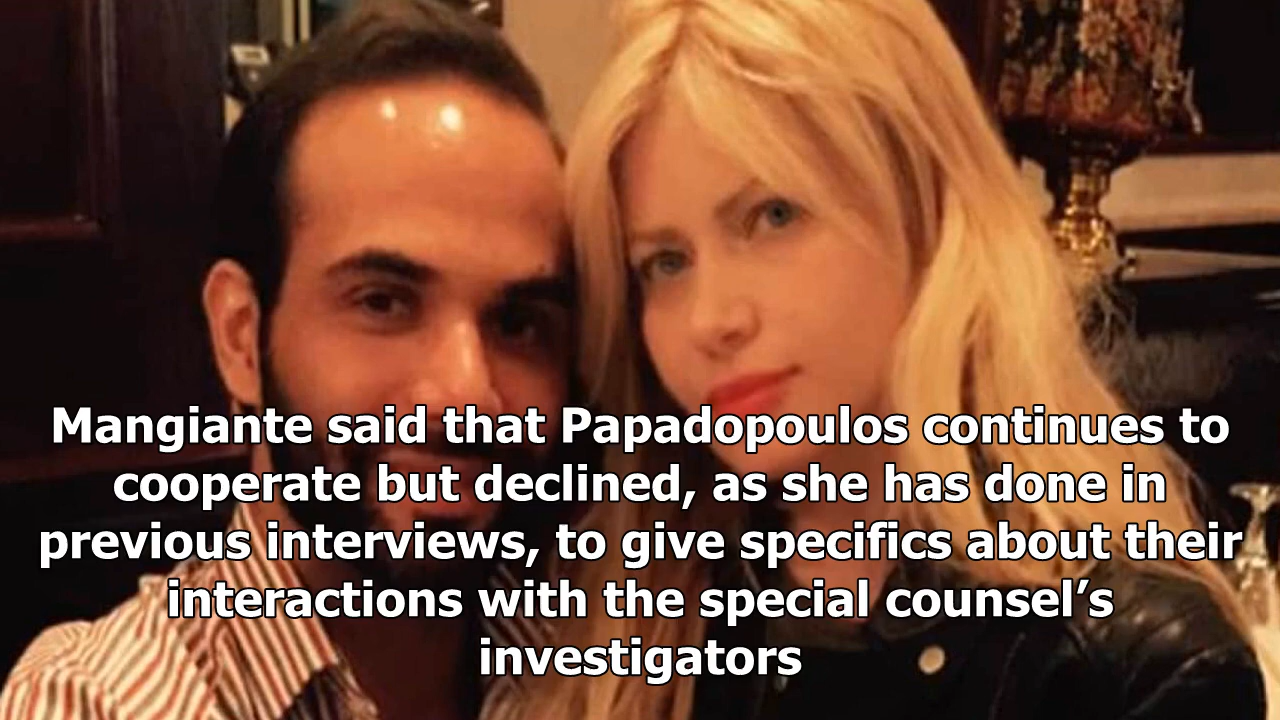 Mangiante said that Papadopoulos continues to
cooperate but declined, as she has done in
previous interviews, to give specifics about their
interactions with the special counsel’s
investigators